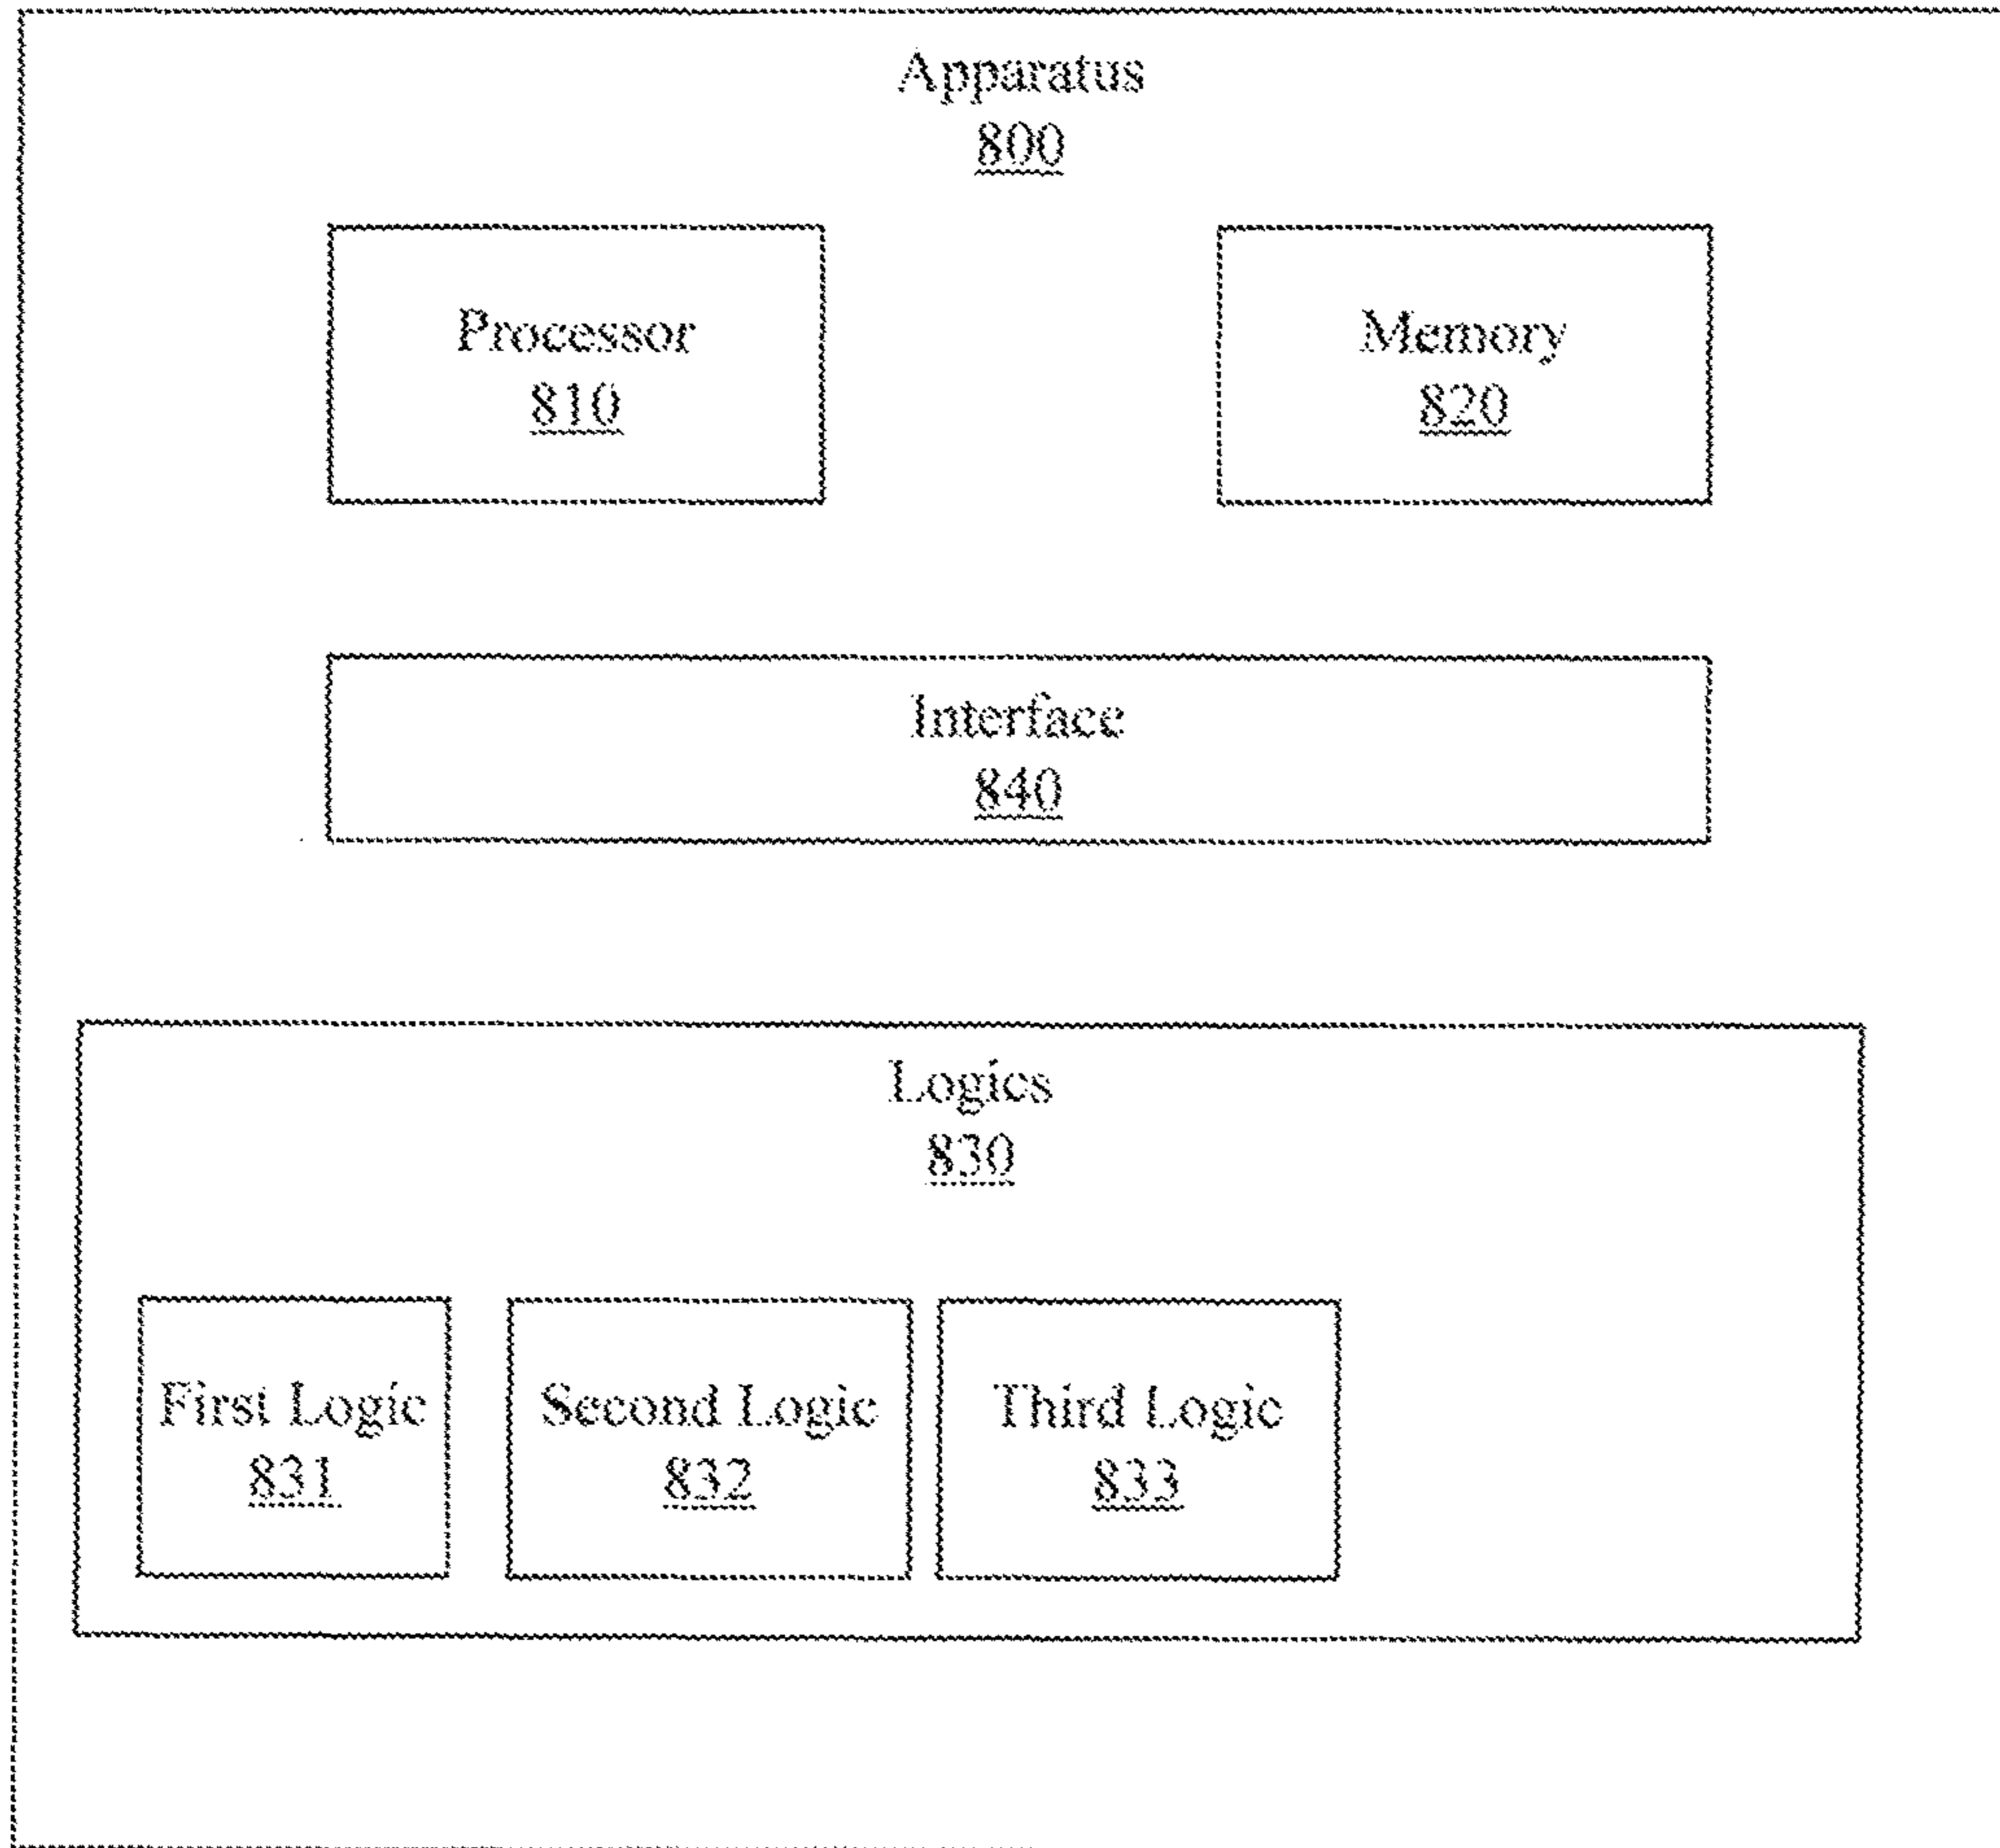 Apparatus
800
Processor
810
Memory
820
Interface
840
Logics
830
First Logic
831
Second Logic
832
Third Logic
833